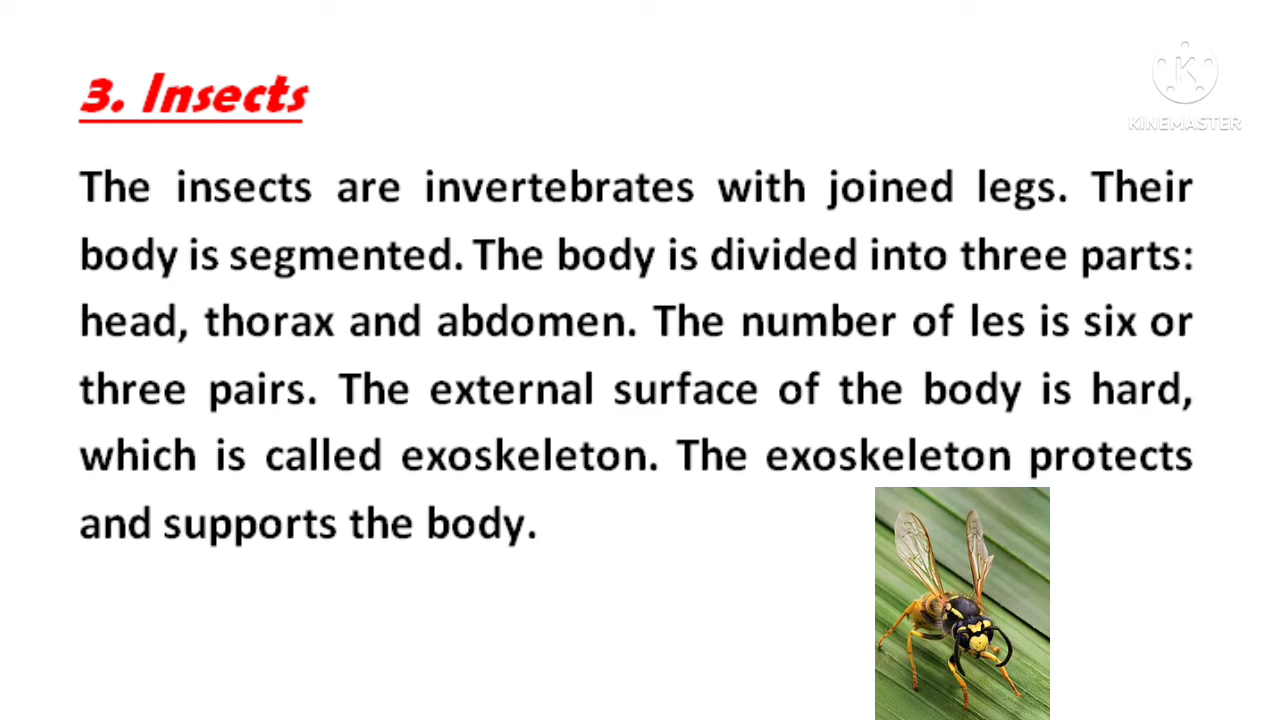 3. Insects
KINEMASTER
The insects are invertebrates with joined legs. Their
body is segmented. The body is divided into three parts:
head, thorax and abdomen. The number of les is six or
three pairs. The external surface of the body is hard,
which is called exoskeleton. The exoskeleton protects
and supports the body.